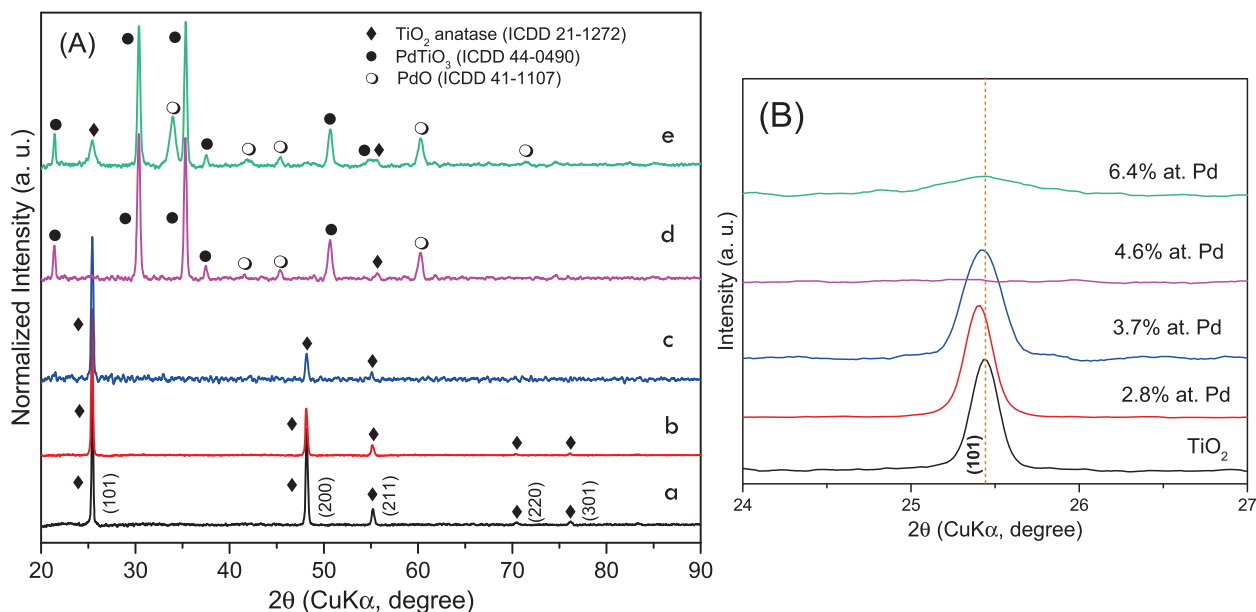 (A)
TiO2 anatase (ICDD 21-1272)
PdTiO3 (ICDD 44-0490)
PdO (ICDD 41-1107)
Normalized Intensity (a. u.)
e
d
c
b
a
(101)
(200)
(211)
(220)
(301)
20 30 40 50 60 70 80 90
2θ (CuKα, degree)
(B)
Intensity (a. u.)
6.4% at. Pd
4.6% at. Pd
3.7% at. Pd
2.8% at. Pd
TiO2
(101)
24 25 26 27
2θ (CuKα, degree)